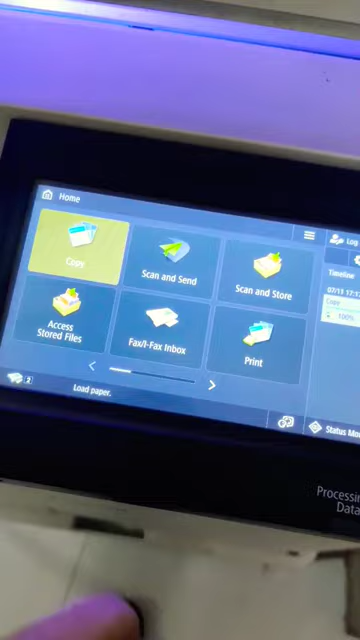 Home
Log
Copy
Scan and Send
Scan and Store
Timeline
07/11 17:1
Copy
100%
Access
Stored Files
Fax/I-Fax Inbox
Print
Load paper.
Status Mo
Processin
Data